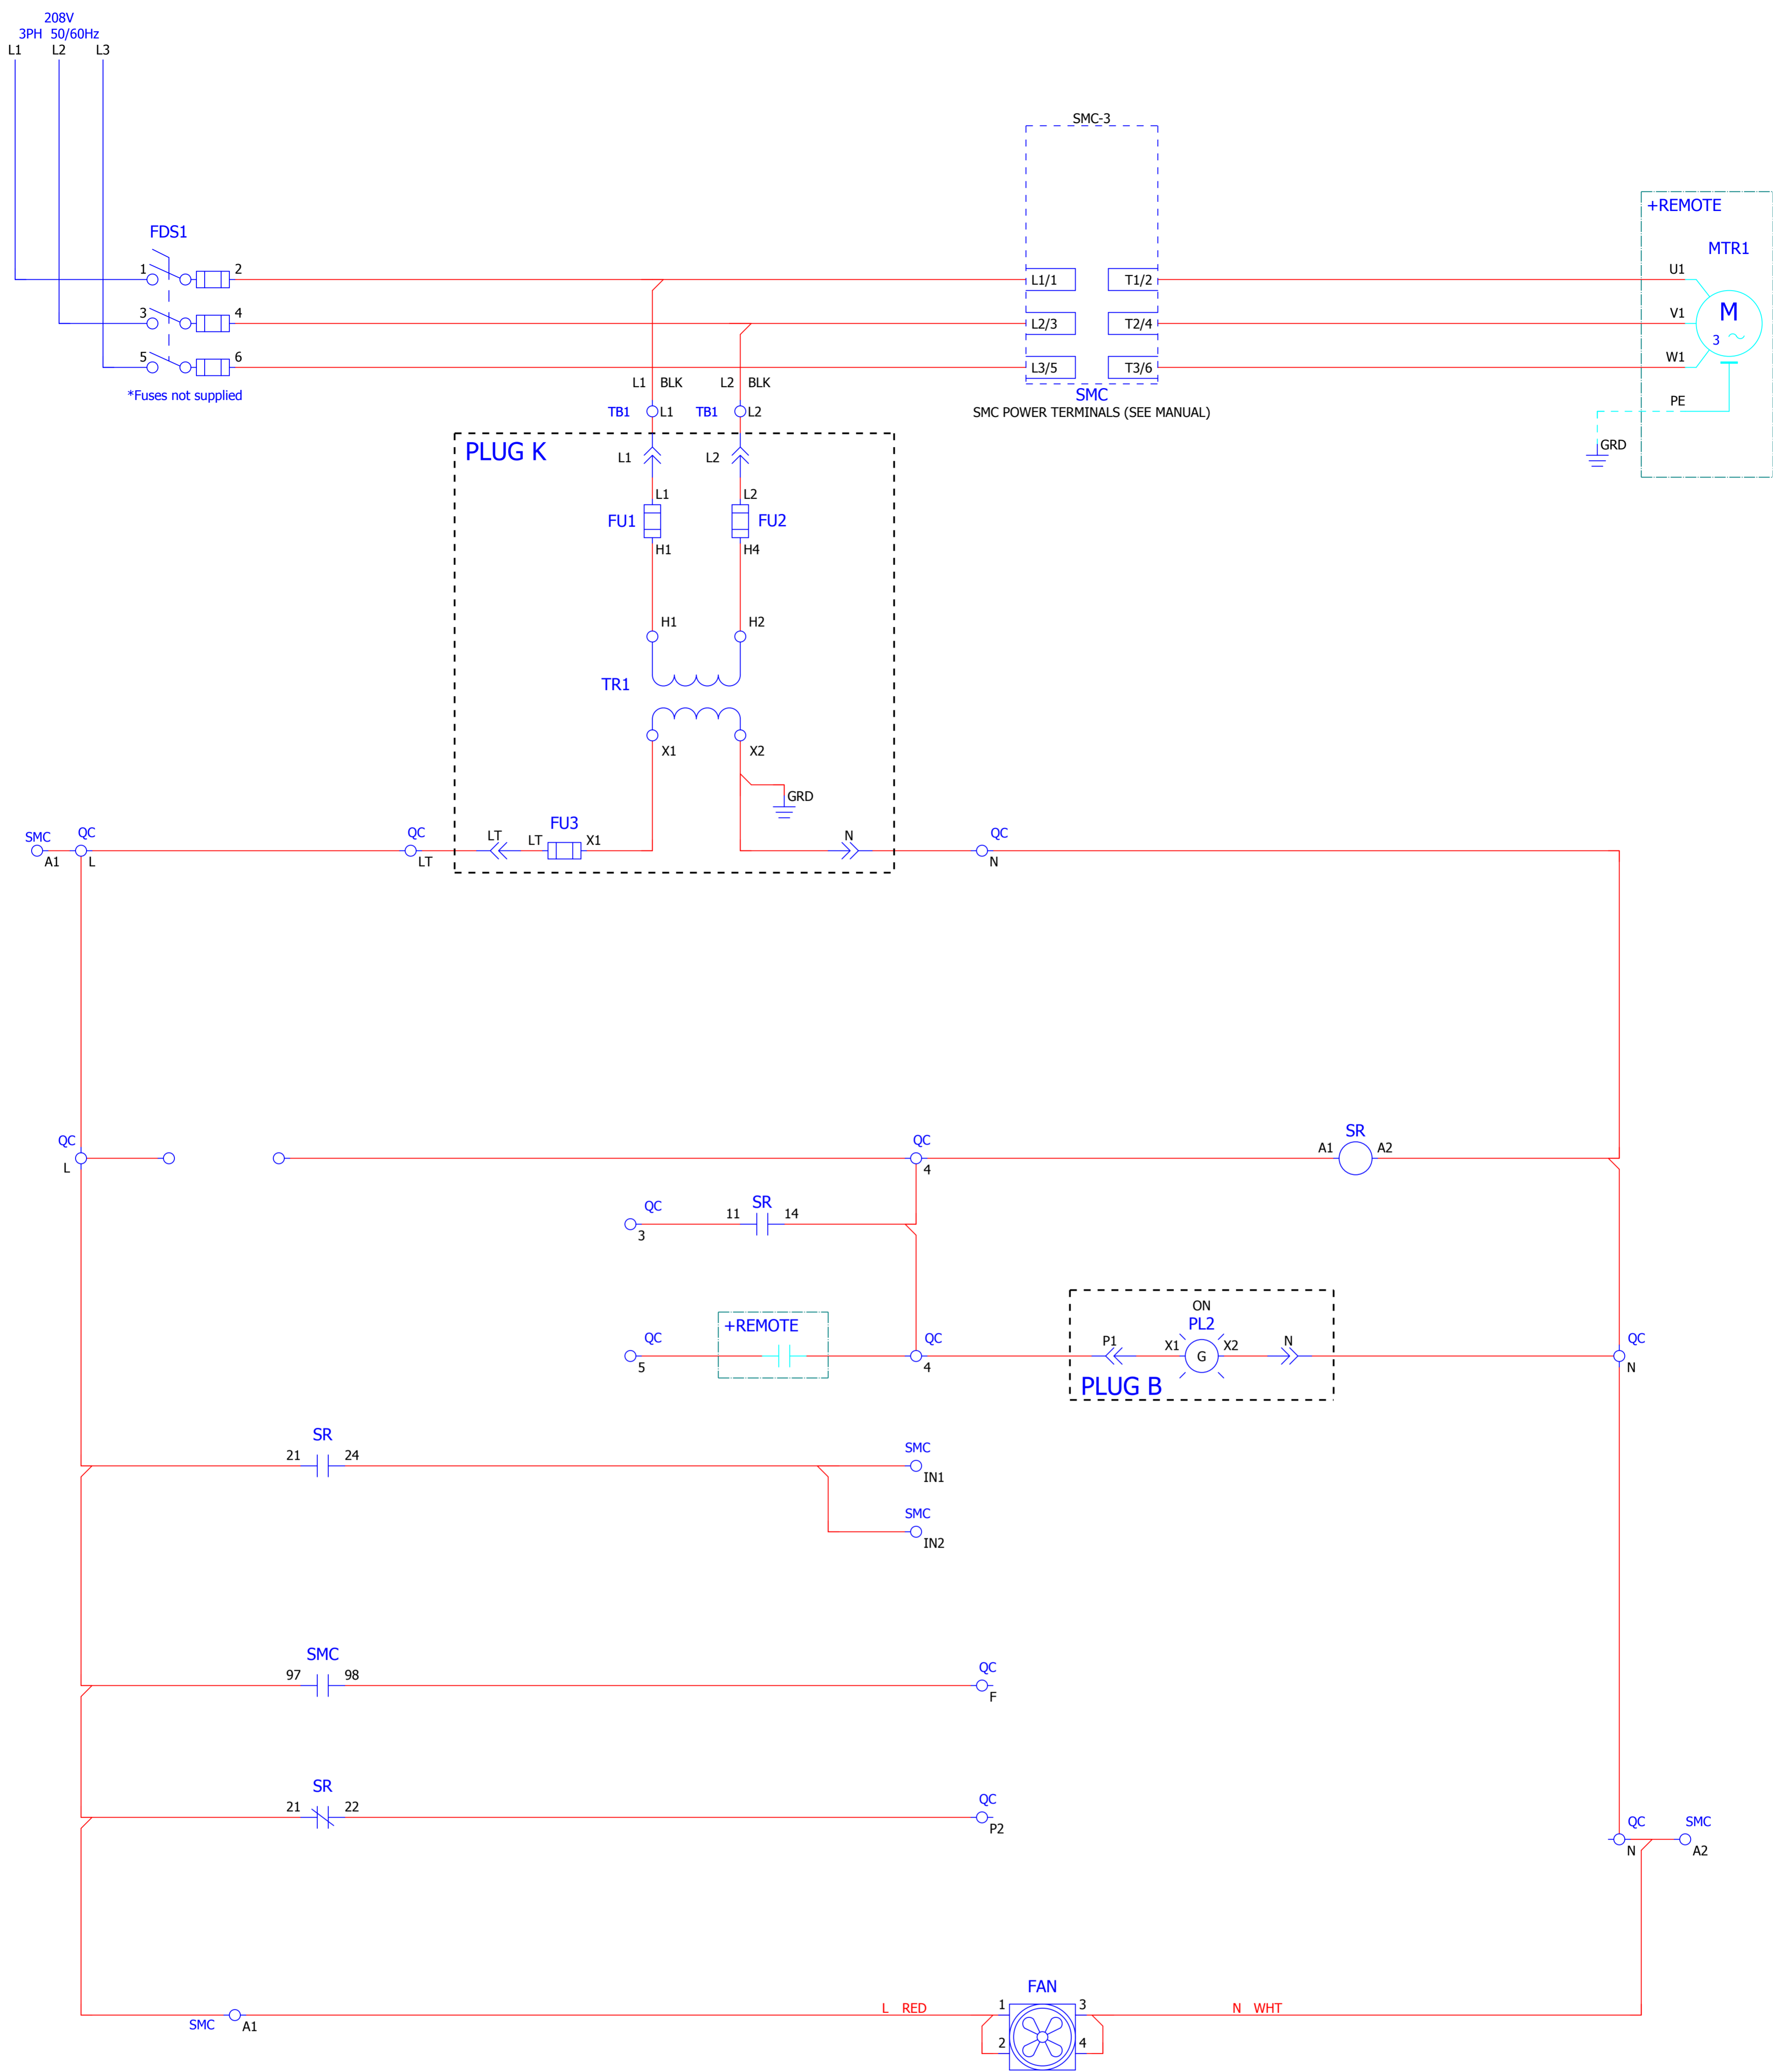 208V
3PH 50/60Hz
L1 L2 L3
SMC-3
+REMOTE
MTR1
FDS1
1 2
L1/1 T1/2
U1
3 4
L2/3 T2/4
V1
M
3
5 6
L3/5 T3/6
W1
*Fuses not supplied
L1 BLK
L2 BLK
SMC
SMC POWER TERMINALS (SEE MANUAL)
PE
TB1 L1
TB1 L2
GRD
PLUG K
L1 L2
L1 L2
FU1 FU2
H1 H4
H1 H2
TR1
X1 X2
GRD
SMC
A1
QC
L
QC
LT
LT
LT
FU3
X1
N
QC
N
QC
L
QC
4
SR
A1 A2
QC
3
SR
11 14
+REMOTE
QC
5
QC
4
ON
PL2
P1
X1
G
X2
N
PLUG B
QC
N
SR
21 24
SMC
IN1
SMC
IN2
SMC
97 98
QC
F
SR
21 22
QC
P2
QC
N
SMC
A2
FAN
SMC
A1
L RED
1 3
2 4
N WHT